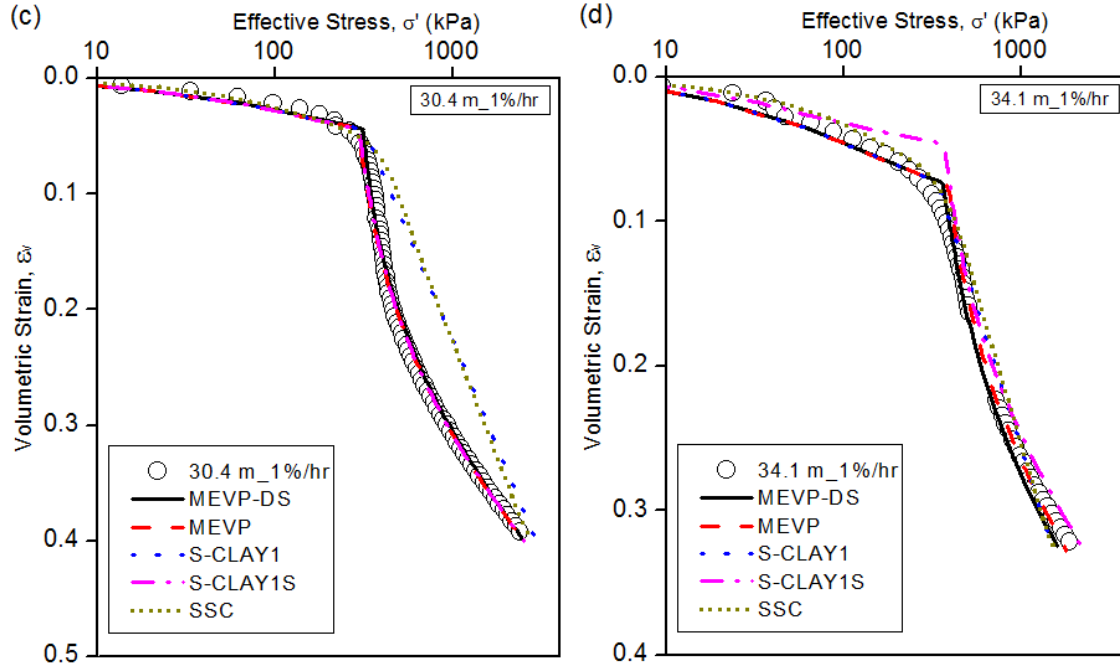 (c)
Effective Stress, σ' (kPa)
10 100 1000
0.0
0.1
0.2
0.3
0.4
0.5
Volumetric Strain, εv
30.4 m_1%/hr
30.4 m_1%/hr
MEVP-DS
MEVP
S-CLAY1
S-CLAY1S
SSC
(d)
Effective Stress, σ' (kPa)
10 100 1000
0.0
0.1
0.2
0.3
0.4
Volumetric Strain, εv
34.1 m_1%/hr
34.1 m_1%/hr
MEVP-DS
MEVP
S-CLAY1
S-CLAY1S
SSC